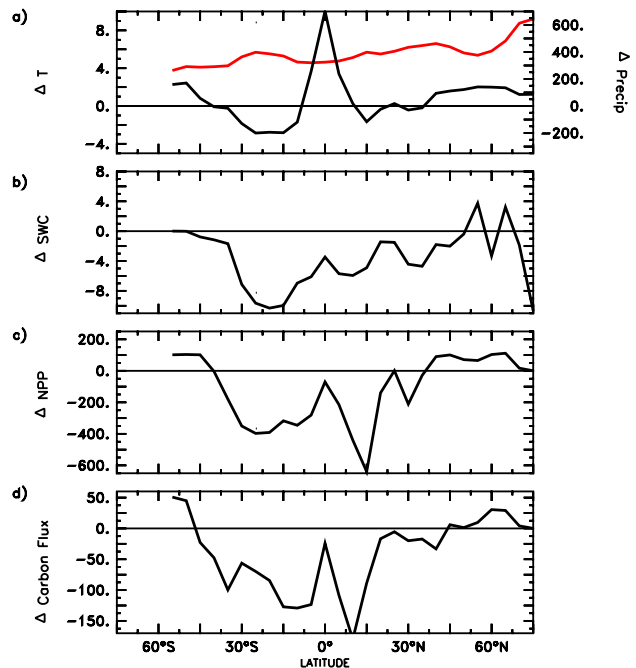 a)
Δ T
8.
4.
0.
−4.
600.
400.
200.
0.
−200.
Δ Precip
b)
Δ SWC
8.
4.
0.
−4.
−8.
c)
Δ NPP
200.
0.
−200.
−400.
−600.
d)
Δ Carbon Flux
50.
0.
−50.
−100.
−150.
60°S 30°S 0° 30°N 60°N
LATITUDE